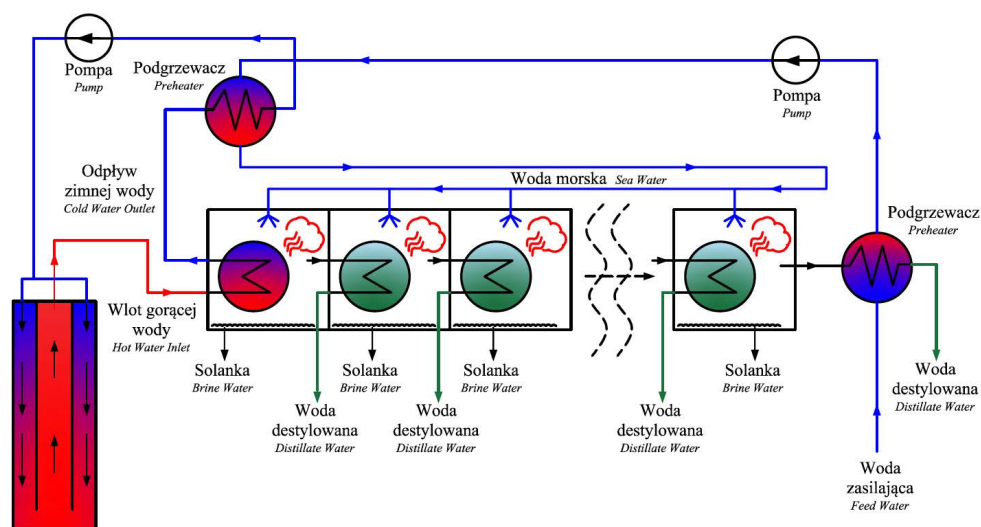 Pompa
Pump
Podgrzewacz
Preheater
Pompa
Pump
Odpływ
zimnej wody
Cold Water Outlet
Woda morska Sea Water
Podgrzewacz
Preheater
Wlot gorącej
wody
Hot Water Inlet
Solanka
Brine Water
Solanka
Brine Water
Solanka
Brine Water
Solanka
Brine Water
Woda
destylowana
Distillate Water
Woda
destylowana
Distillate Water
Woda
destylowana
Distillate Water
Woda
destylowana
Distillate Water
Woda
zasilająca
Feed Water